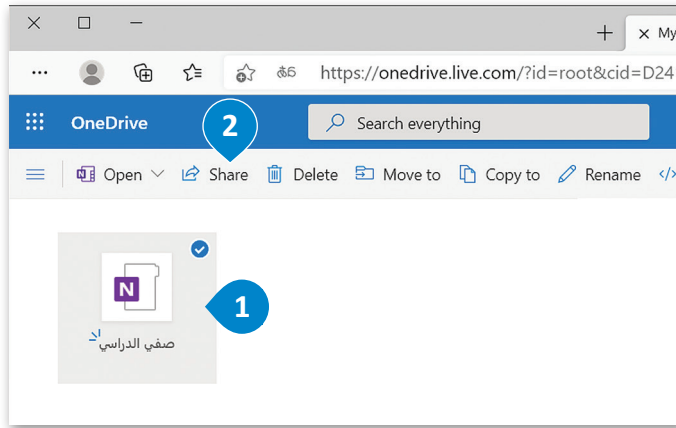 My
https://onedrive.live.com/?id=root&cid=D24
OneDrive
2
Search everything
Open
Share
Delete
Move to
Copy to
Rename
N
1
صفي الدراسي